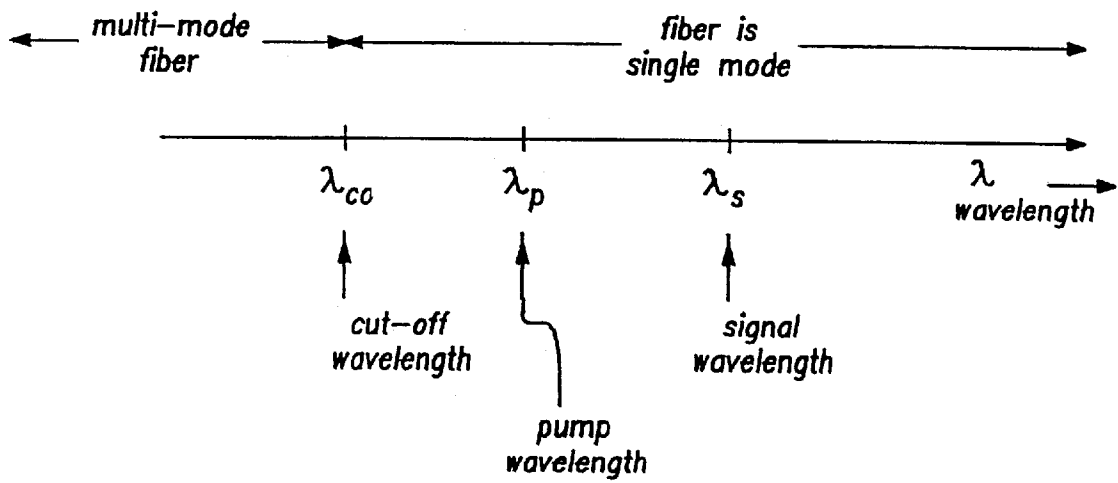 multi-mode
fiber
fiber is
single mode
λco
λp
λs
λ
wavelength
cut-off
wavelength
signal
wavelength
pump
wavelength